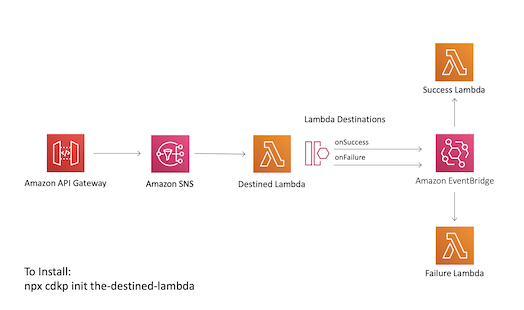 Success Lambda
Lambda Destinations
onSuccess
onFailure
Amazon API Gateway
Amazon SNS
Destined Lambda
Amazon EventBridge
Failure Lambda
To Install:
npx cdkp init the-destined-lambda